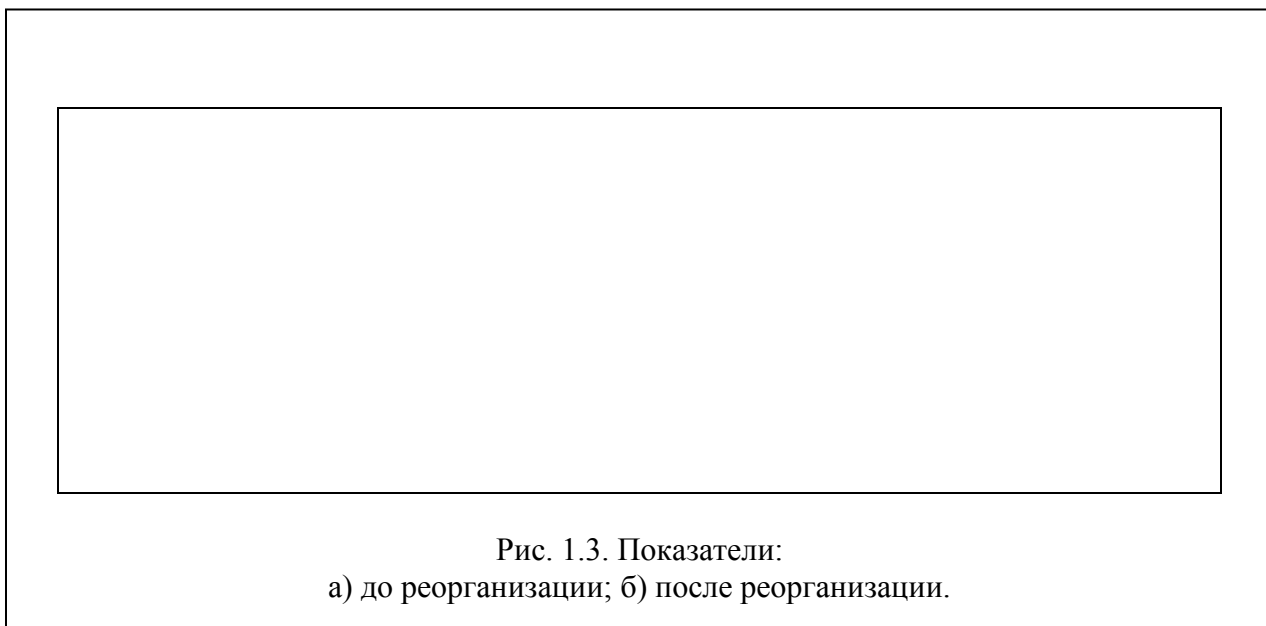 Рис. 1.3. Показатели:
а) до реорганизации; б) после реорганизации.